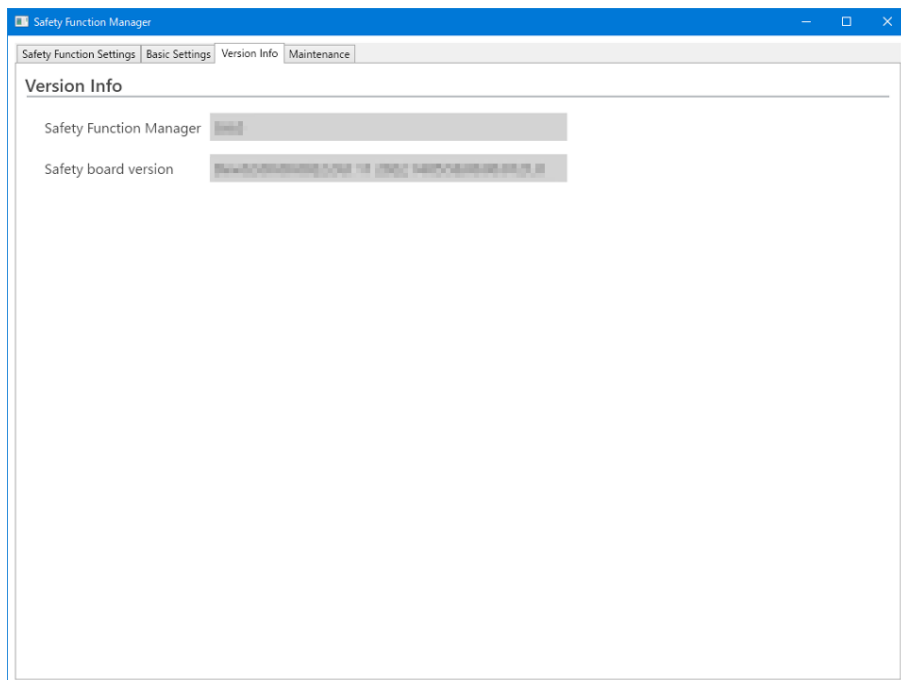 Safety Function Manager
Safety Function Settings Basic Settings Version Info Maintenance
Version Info
Safety Function Manager
Safety board version